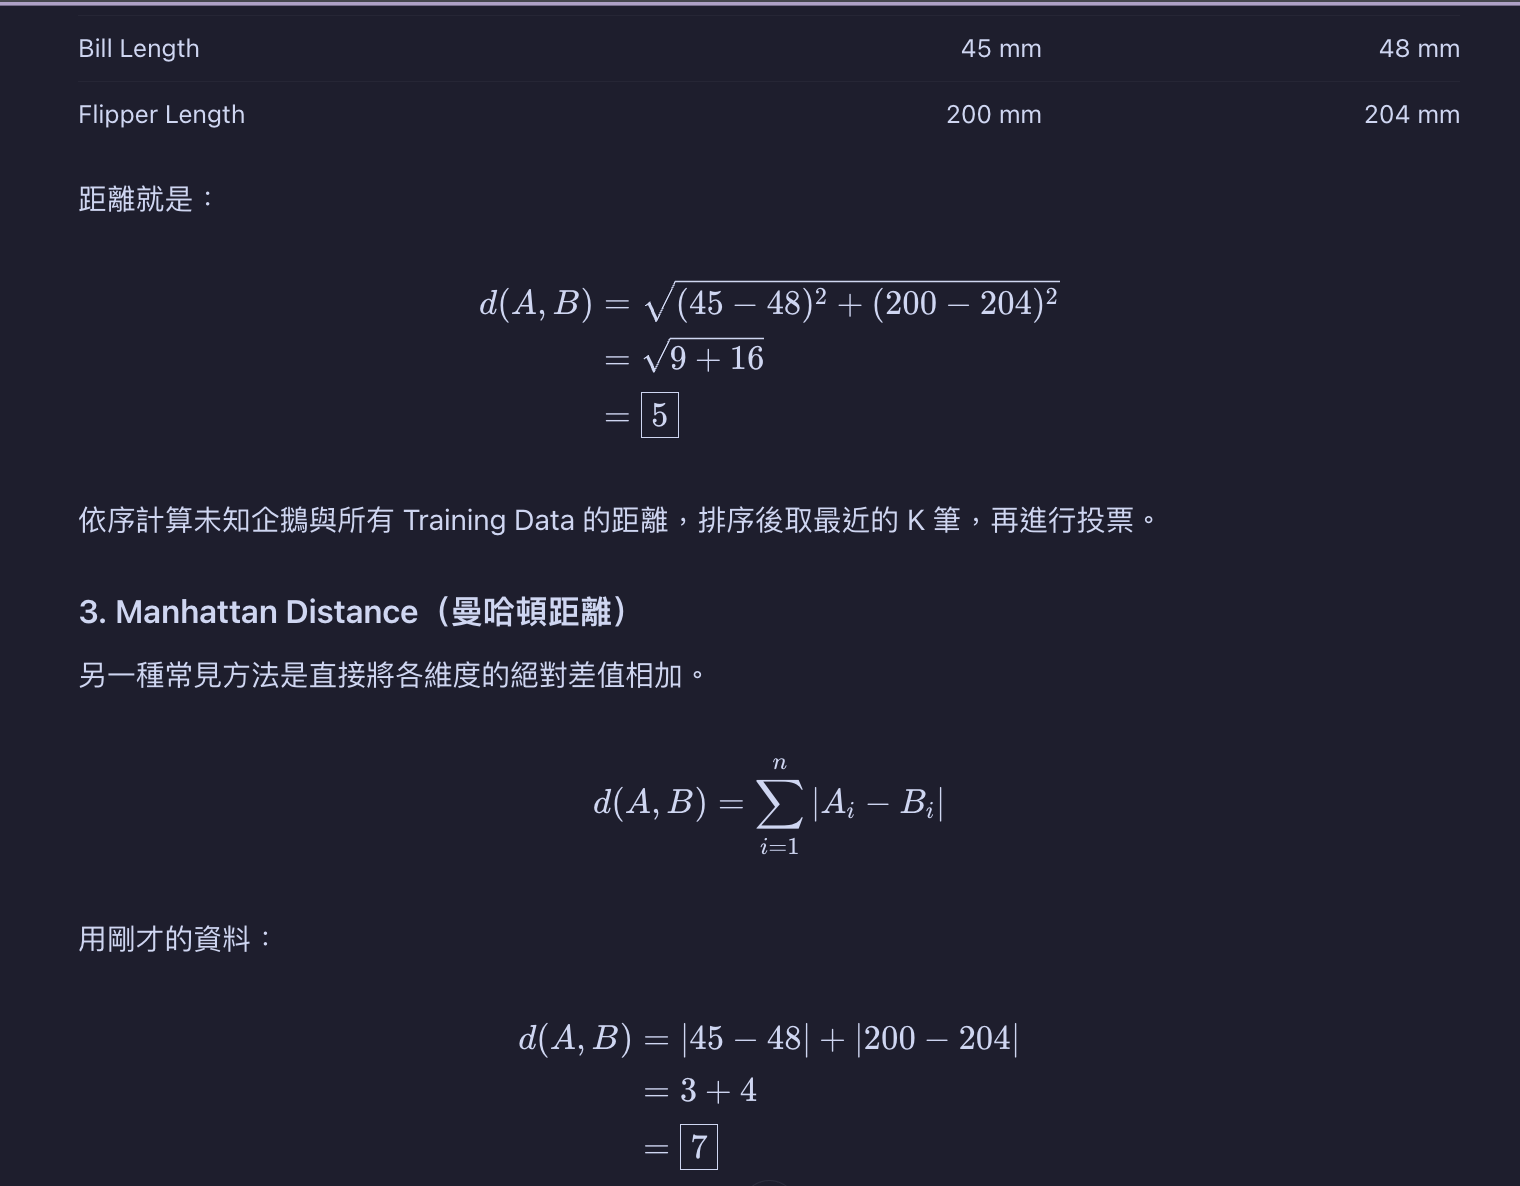 Bill Length 45 mm 48 mm
Flipper Length 200 mm 204 mm
距離就是：
d(A, B) = √(45 − 48)² + (200 − 204)²
= √9 + 16
= 5
依序計算未知企鵝與所有 Training Data 的距離，排序後取最近的 K 筆，再進行投票。
3. Manhattan Distance（曼哈頓距離）
另一種常見方法是直接將各維度的絕對差值相加。
d(A, B) = ∑ⁿᵢ₌₁ |Aᵢ − Bᵢ|
用剛才的資料：
d(A, B) = |45 − 48| + |200 − 204|
= 3 + 4
= 7